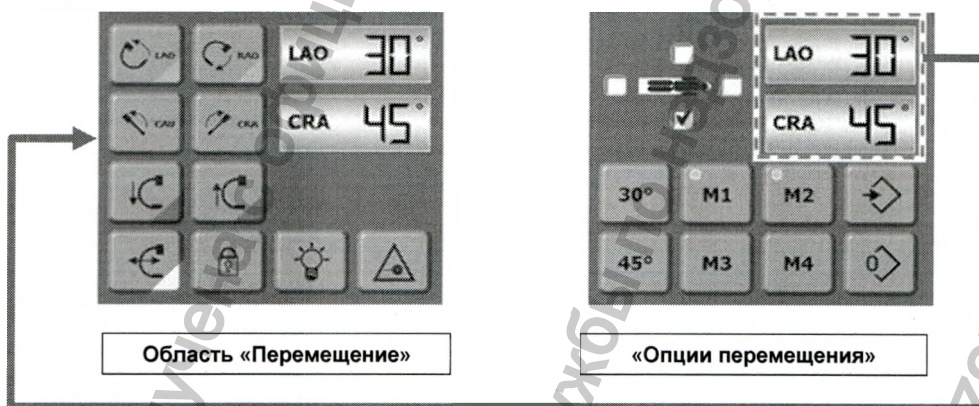 LAO RAO LAO 30°
CAU CRA CRA 45°
LAO 30°
CRA 45°
30° M1 M2
45° M3 M4 0
Область «Перемещение»
«Опции перемещения»